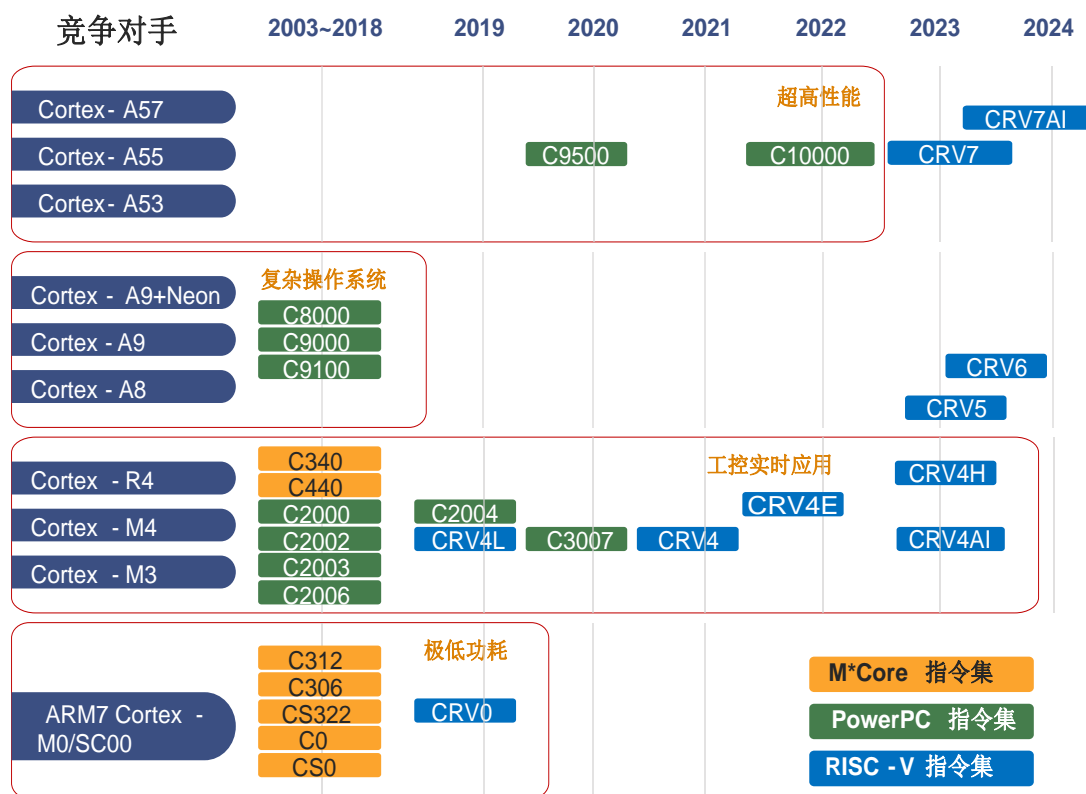 竞争对手 2003~2018 2019 2020 2021 2022 2023 2024
超高性能
Cortex- A57
CRV7AI
Cortex- A55
C9500
C10000
CRV7
Cortex- A53
复杂操作系统
Cortex - A9+Neon
C8000
Cortex - A9
C9000
C9100
CRV6
Cortex - A8
CRV5
工控实时应用
C340
Cortex - R4
CRV4H
C440
C2000
C2004
CRV4E
Cortex - M4
C2002
CRV4L
C3007
CRV4
CRV4AI
Cortex - M3
C2003
C2006
极低功耗
C312
C306
ARM7 Cortex -
M0/SC00
CS322
CRV0
C0
CS0
M*Core 指令集
PowerPC 指令集
RISC - V 指令集